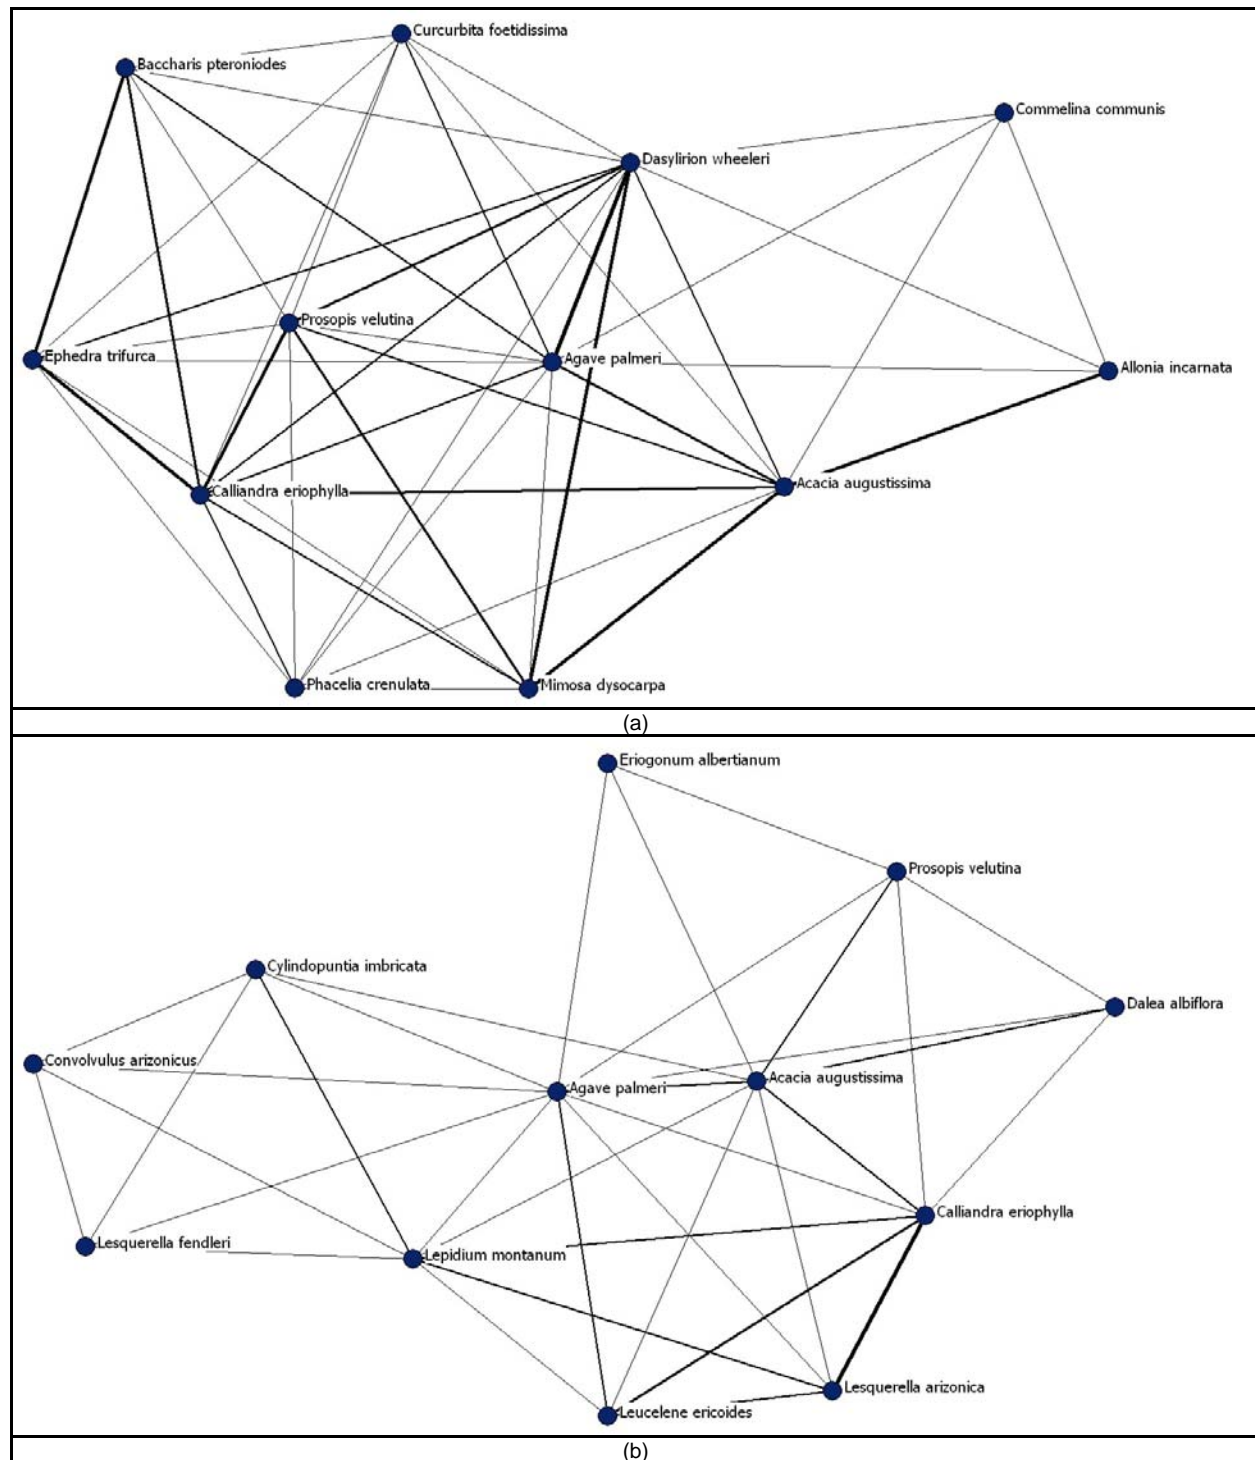 Curcurbita foetidissima
Baccharis pteroniodes
Commelina communis
Dasylirion wheeleri
Prosopis velutina
Ephedra trifurca
Agave palmeri
Allonia incarnata
Calliandra eriophylla
Acacia augustissima
Phacelia crenulata
Mimosa dysocarpa
(a)
Eriogonum albertianum
Prosopis velutina
Cylindopuntia imbricata
Dalea albiflora
Convolvulus arizonicus
Agave palmeri
Acacia augustissima
Calliandra eriophylla
Lesquerella fendleri
Lepidium montanum
Lesquerella arizonica
Leucelene ericoides
(b)